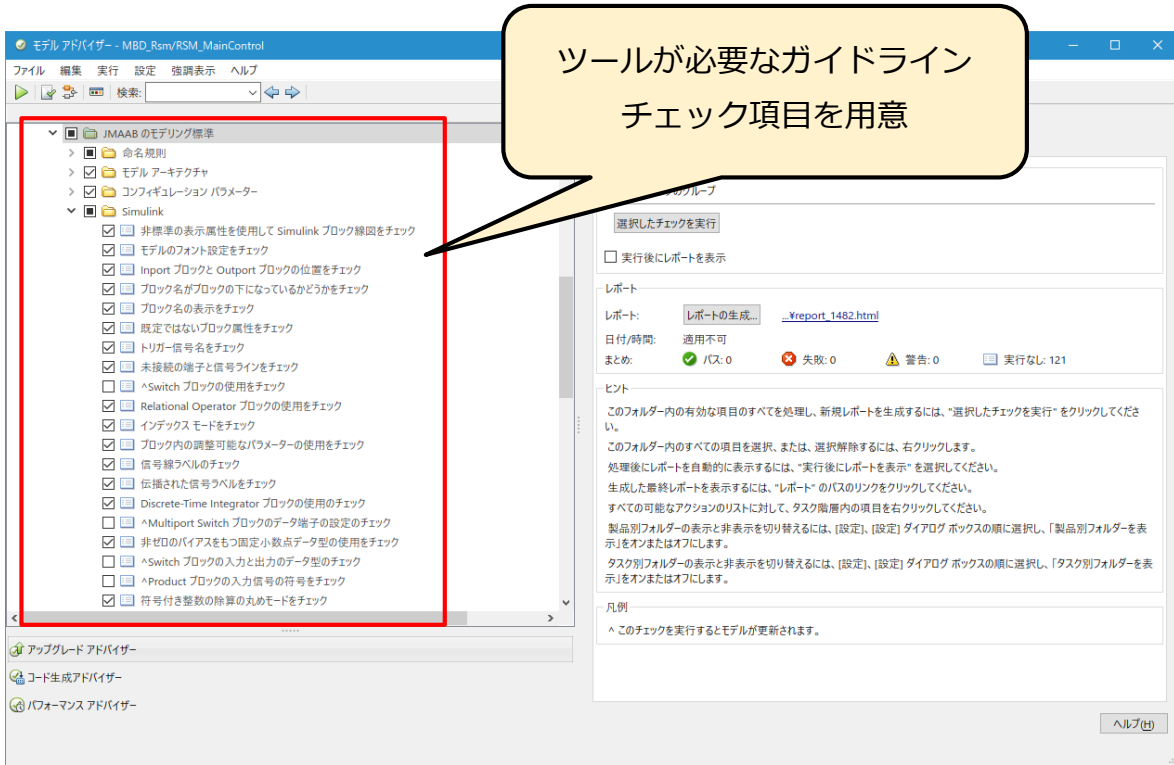 モデル アドバイザー - MBD_Rsm/RSM_MainControl
ツールが必要なガイドライン
チェック項目を用意
ファイル 編集 実行 設定 強調表示 ヘルプ
検索:
JMAAB のモデリング標準
命名規則
モデル アーキテクチャ
コンフィギュレーション パラメーター
Simulink
非標準の表示属性を使用して Simulink ブロック線図をチェック
モデルのフォント設定をチェック
Inport ブロックと Outport ブロックの位置をチェック
ブロック名がブロックの下になっているかどうかをチェック
ブロック名の表示をチェック
既定ではないブロック属性をチェック
トリガー信号名をチェック
未接続の端子と信号ラインをチェック
^Switch ブロックの使用をチェック
Relational Operator ブロックの使用をチェック
インデックス モードをチェック
ブロック内の調整可能なパラメーターの使用をチェック
信号線ラベルのチェック
伝播された信号ラベルをチェック
Discrete-Time Integrator ブロックの使用のチェック
^Multiport Switch ブロックのデータ端子の設定のチェック
非ゼロのバイアスをもつ固定小数点データ型の使用をチェック
^Switch ブロックの入力と出力のデータ型のチェック
^Product ブロックの入力信号の符号をチェック
符号付き整数の除算の丸めモードをチェック
アップグレード アドバイザー
コード生成アドバイザー
パフォーマンス アドバイザー
のグループ
選択したチェックを実行
実行後にレポートを表示
レポート
レポート: レポートの生成... ...¥report_1482.html
日付/時間: 適用不可
まとめ: パス: 0 失敗: 0 警告: 0 実行なし: 121
ヒント
このフォルダー内の有効な項目のすべてを処理し、新規レポートを生成するには、"選択したチェックを実行" をクリックしてくださ
い。
このフォルダー内のすべての項目を選択、または、選択解除するには、右クリックします。
処理後にレポートを自動的に表示するには、"実行後にレポートを表示" を選択してください。
生成した最終レポートを表示するには、"レポート" のパスのリンクをクリックしてください。
すべての可能なアクションのリストに対して、タスク階層内の項目を右クリックしてください。
製品別フォルダーの表示と非表示を切り替えるには、[設定]、[設定] ダイアログ ボックスの順に選択し、「製品別フォルダーを表
示」をオンまたはオフにします。
タスク別フォルダーの表示と非表示を切り替えるには、[設定]、[設定] ダイアログ ボックスの順に選択し、「タスク別フォルダーを表
示」をオンまたはオフにします。
凡例
^ このチェックを実行するとモデルが更新されます。
ヘルプ(H)